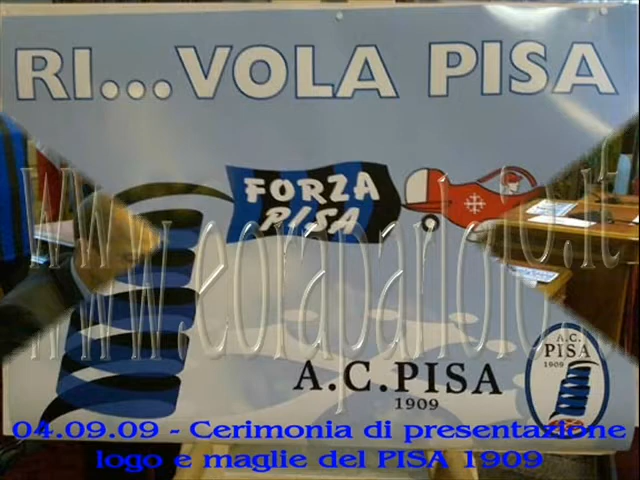 RI...VOLA PISA
FORZA
PISA
www.eoraparloio.it
A.C.
PISA
1909
A.C.PISA
1909
04.09.09 - Cerimonia di presentazione
logo e maglie del PISA 1909